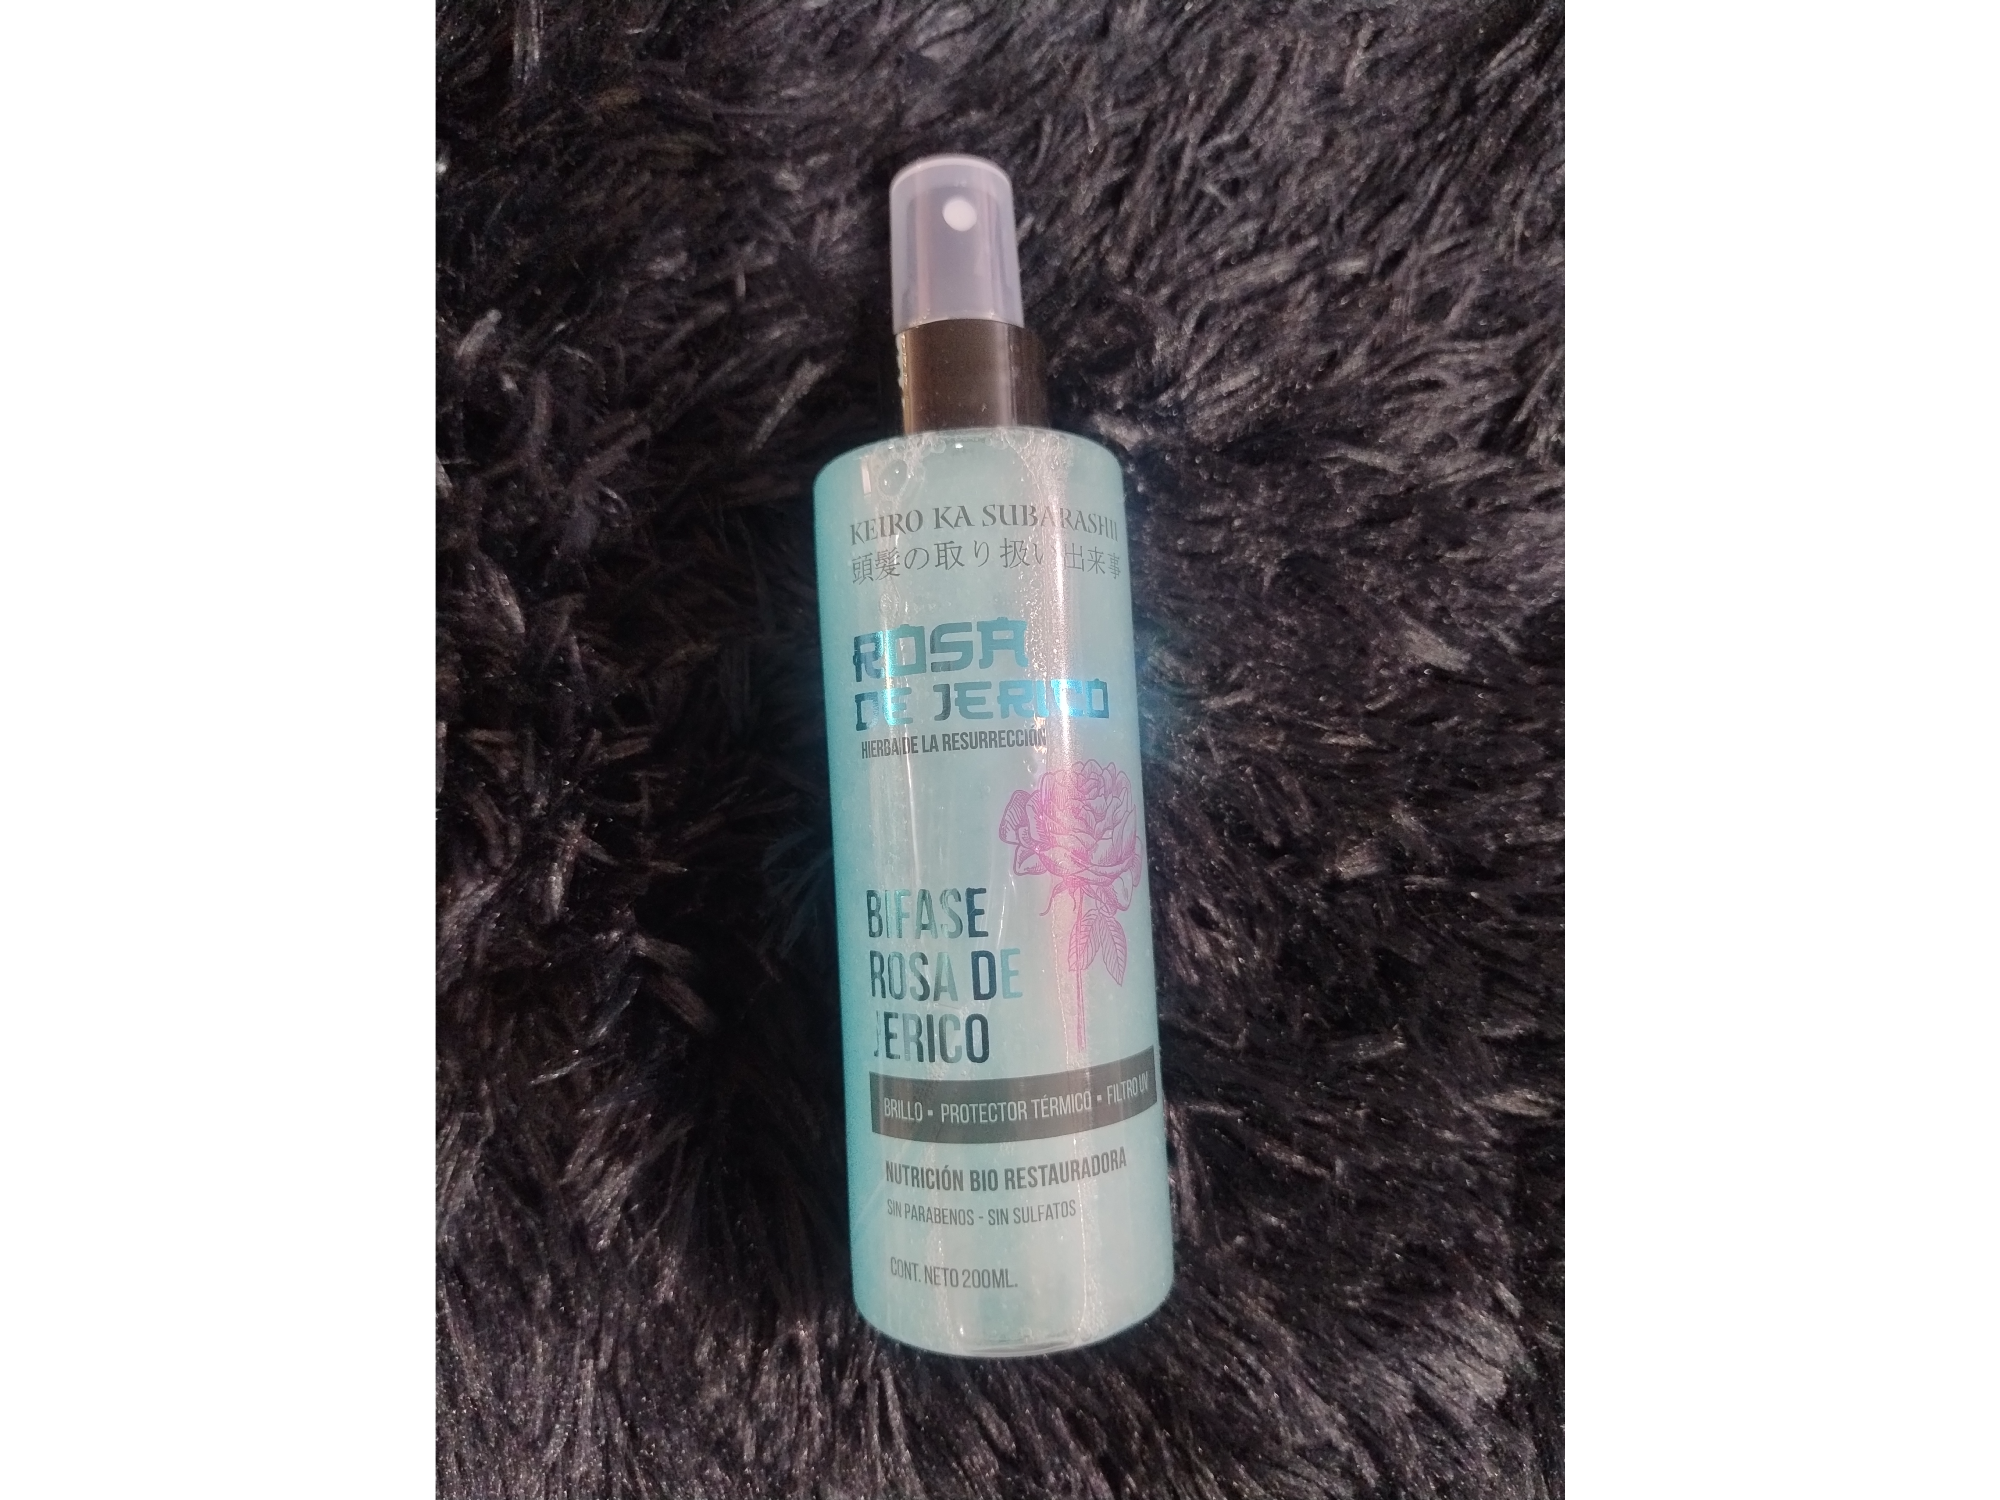 KEIRO KA SUBARASHII
頭髪の取り扱い出来事
ROSA
DE JERICÓ
HIERBA DE LA RESURRECCIÓN
BIFASE
ROSA DE
JERICO
BRILLO • PROTECTOR TÉRMICO • FILTRO UV
NUTRICIÓN BIO RESTAURADORA
SIN PARABENOS - SIN SULFATOS
CONT. NETO 200ML.